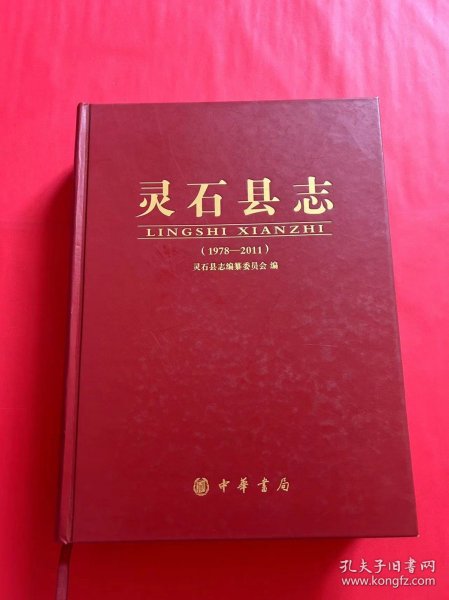 灵石县志
LINGSHI XIANZHI
（1978—2011）
灵石县志编纂委员会 编
中華書局
孔夫子旧书网
www.kongfz.com